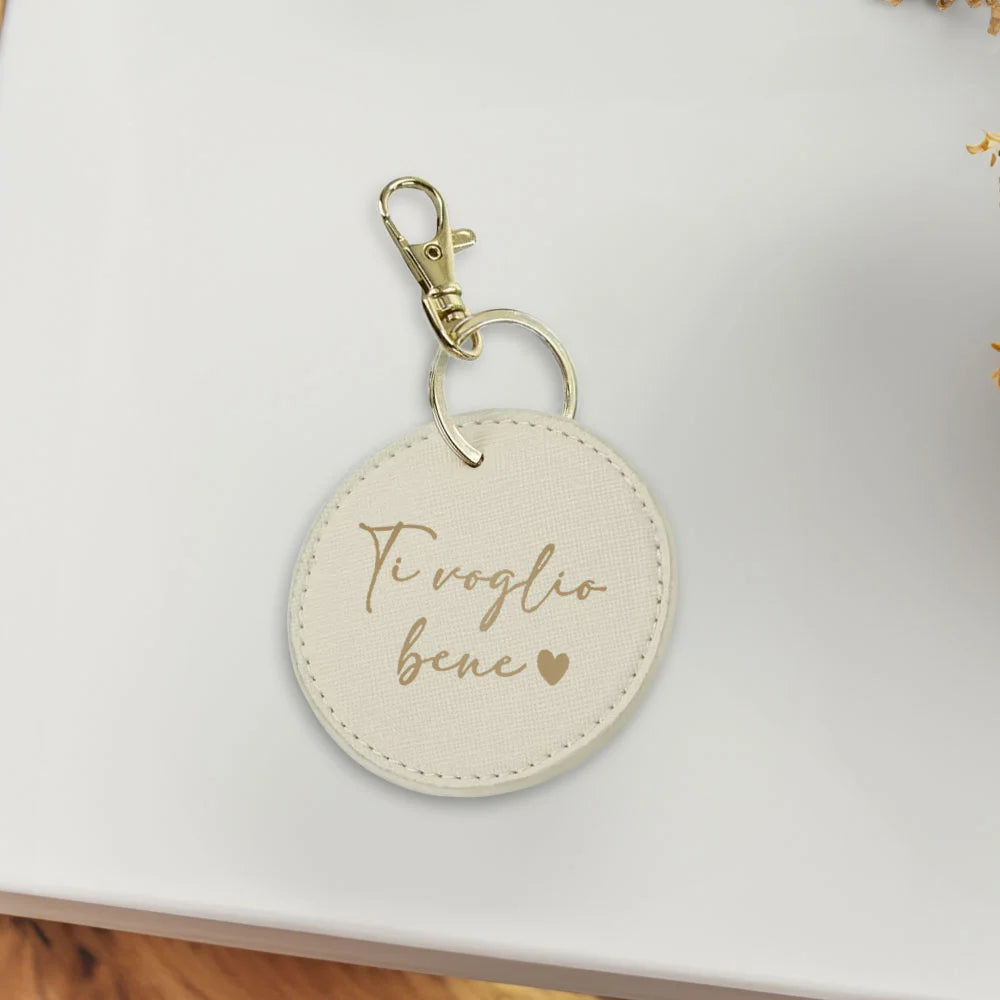 Ti voglio
bene ♥